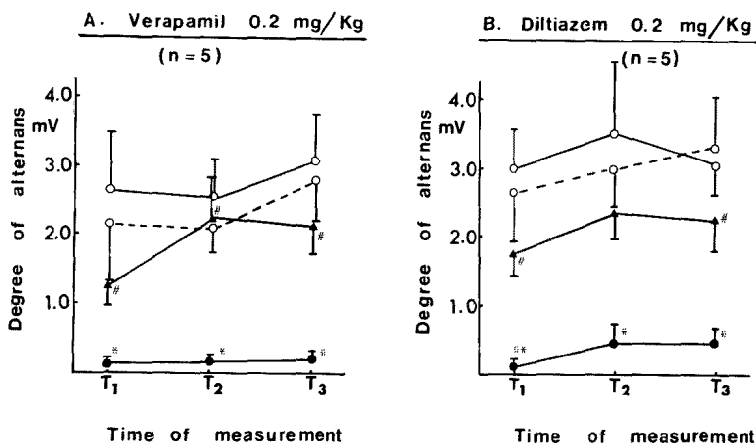 A. Verapamil 0.2 mg/Kg
(n=5)
Degree of alternans
4.0
mV
3.0
2.0
1.0
#
#
#
*
*
*
T1
T2
T3
Time of measurement
B. Diltiazem 0.2 mg/Kg
(n=5)
Degree of alternans
4.0
mV
3.0
2.0
1.0
#
#
*
*
T1
T2
T3
Time of measurement